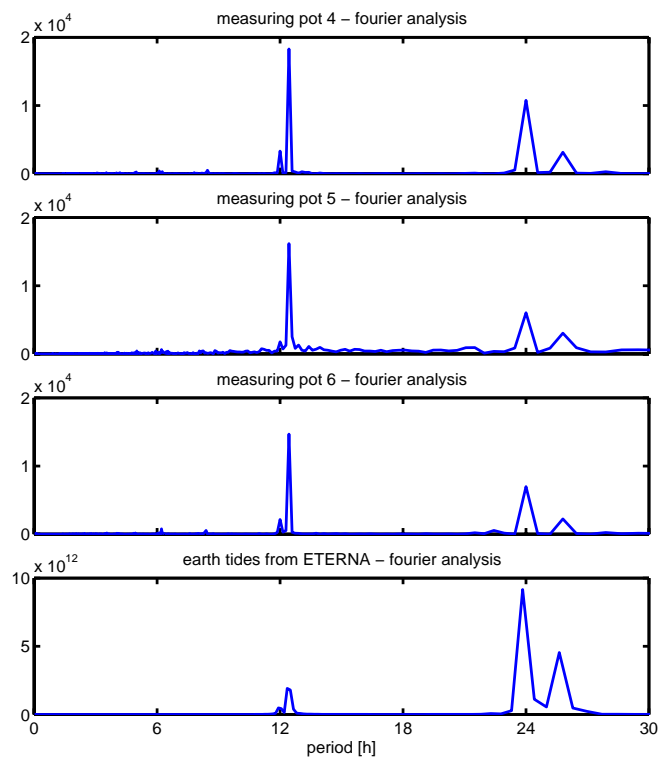 measuring pot 4 − fourier analysis
x 10^4
2
1
0
measuring pot 5 − fourier analysis
x 10^4
2
1
0
measuring pot 6 − fourier analysis
x 10^4
2
1
0
earth tides from ETERNA − fourier analysis
x 10^12
10
5
0
0 6 12 18 24 30
period [h]